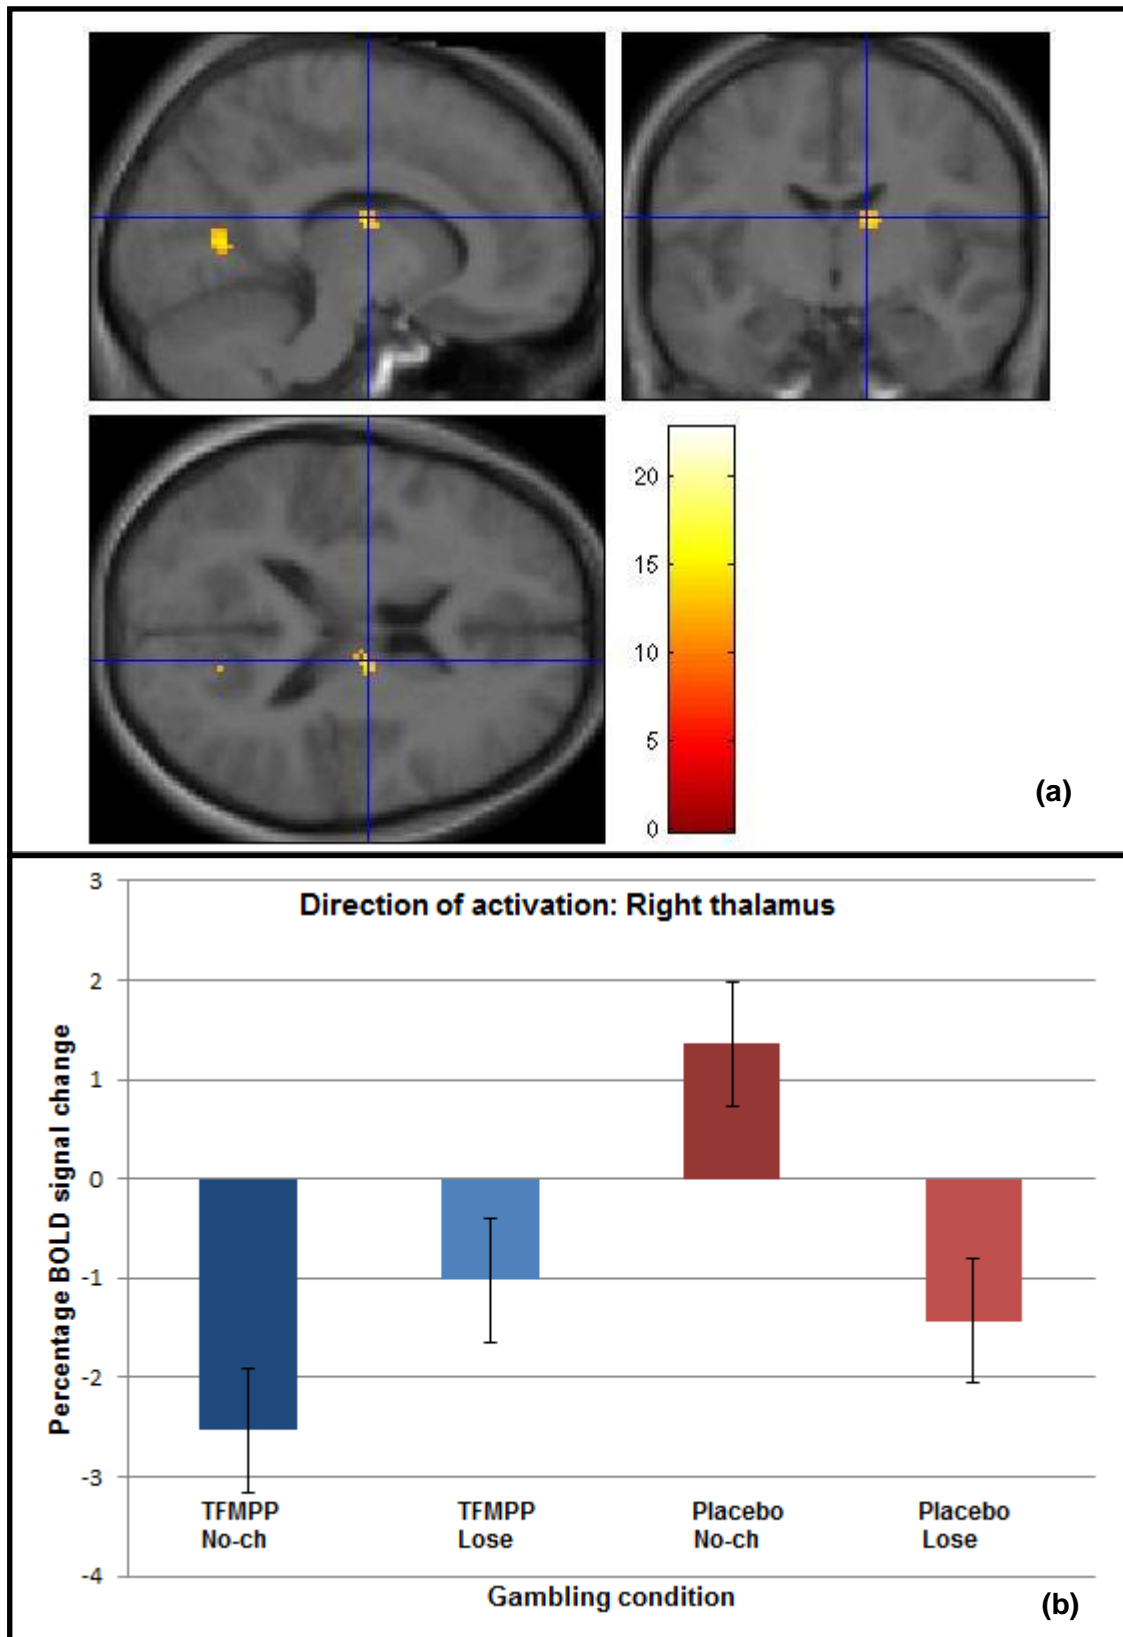 20
15
10
5
0
(a)
Direction of activation: Right thalamus
Percentage BOLD signal change
3
2
1
0
-1
-2
-3
-4
TFMPP No-ch
TFMPP Lose
Placebo No-ch
Placebo Lose
Gambling condition
(b)